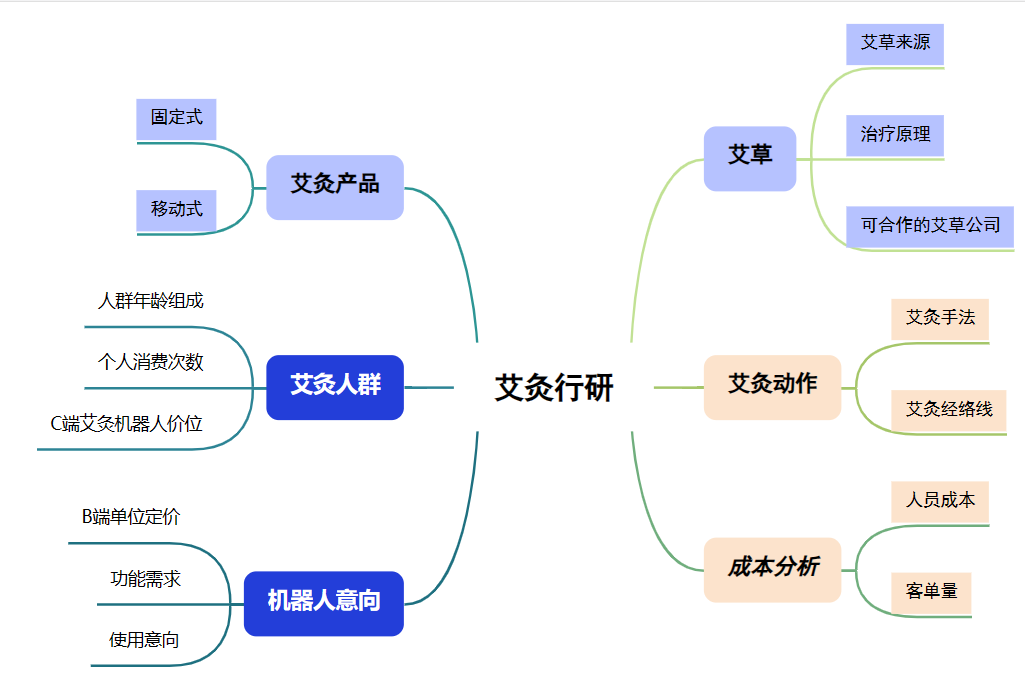 艾灸行研
艾草
艾草来源
治疗原理
可合作的艾草公司
艾灸动作
艾灸手法
艾灸经络线
成本分析
人员成本
客单量
艾灸产品
固定式
移动式
艾灸人群
人群年龄组成
个人消费次数
C端艾灸机器人价位
机器人意向
B端单位定价
功能需求
使用意向